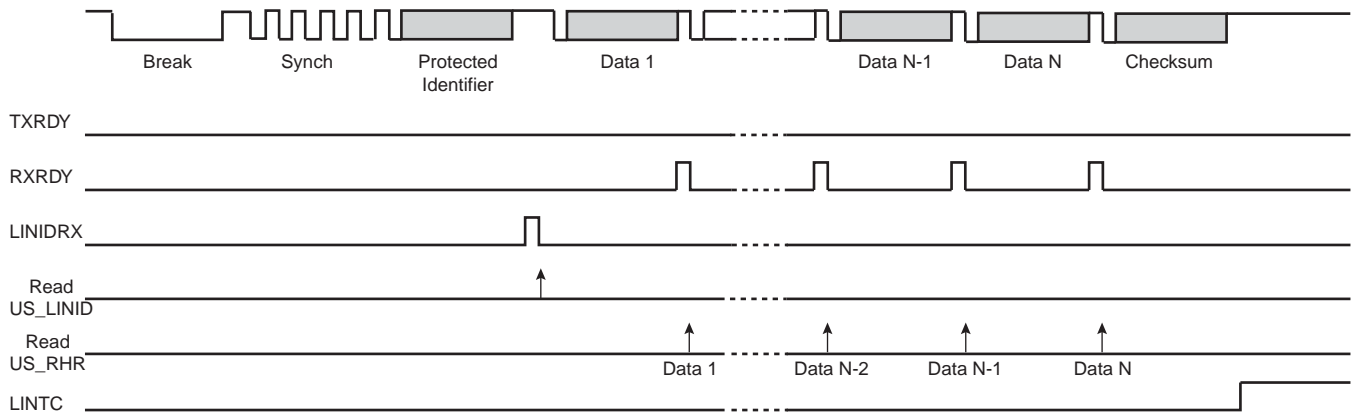 Break Synch Protected Identifier Data 1 Data N-1 Data N Checksum
TXRDY
RXRDY
LINIDRX
Read
US_LINID
Read
US_RHR
Data 1 Data N-2 Data N-1 Data N
LINTC